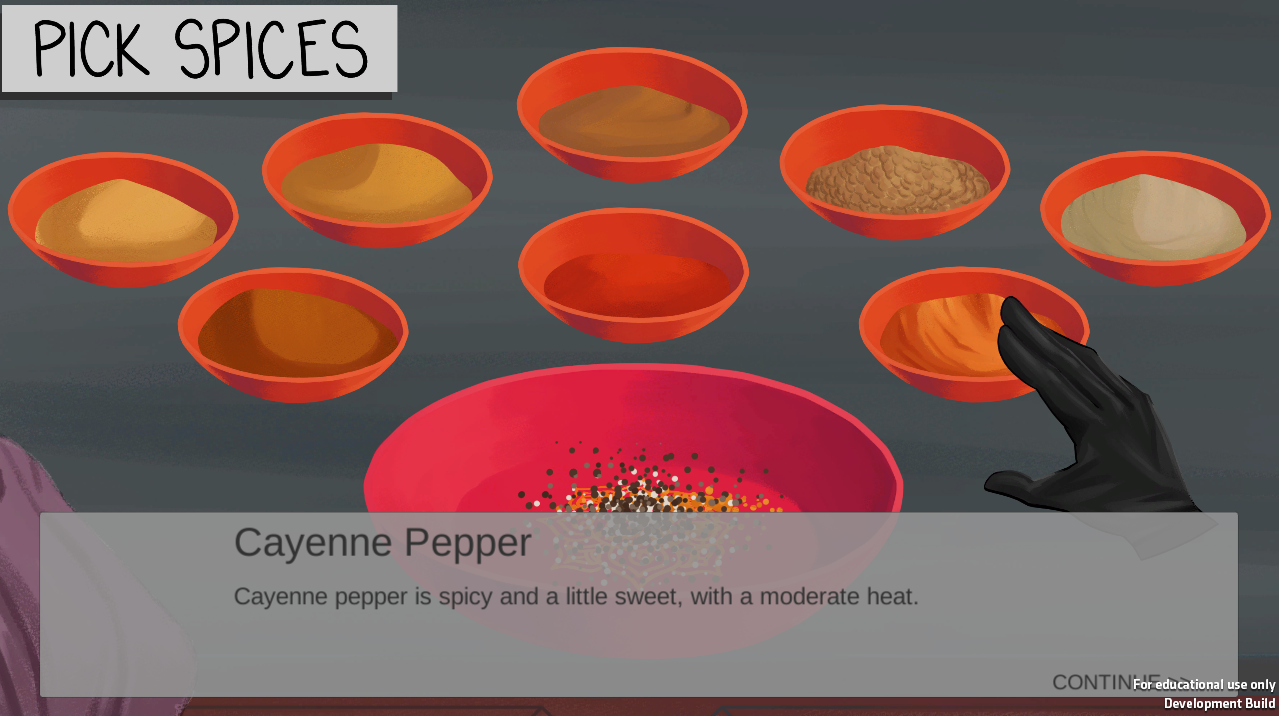 PICK SPICES
Cayenne Pepper
Cayenne pepper is spicy and a little sweet, with a moderate heat.
CONTINUE
For educational use only
Development Build